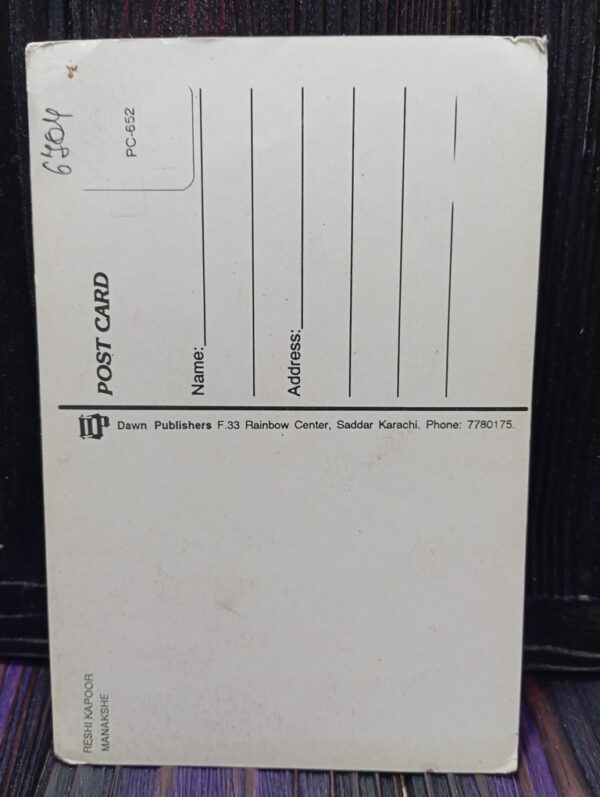 RESHI KAPOOR
MANAKSHE
Dawn Publishers F.33 Rainbow Center, Saddar Karachi. Phone: 7780175.
POST CARD
6704
PC-652
Name:
Address: